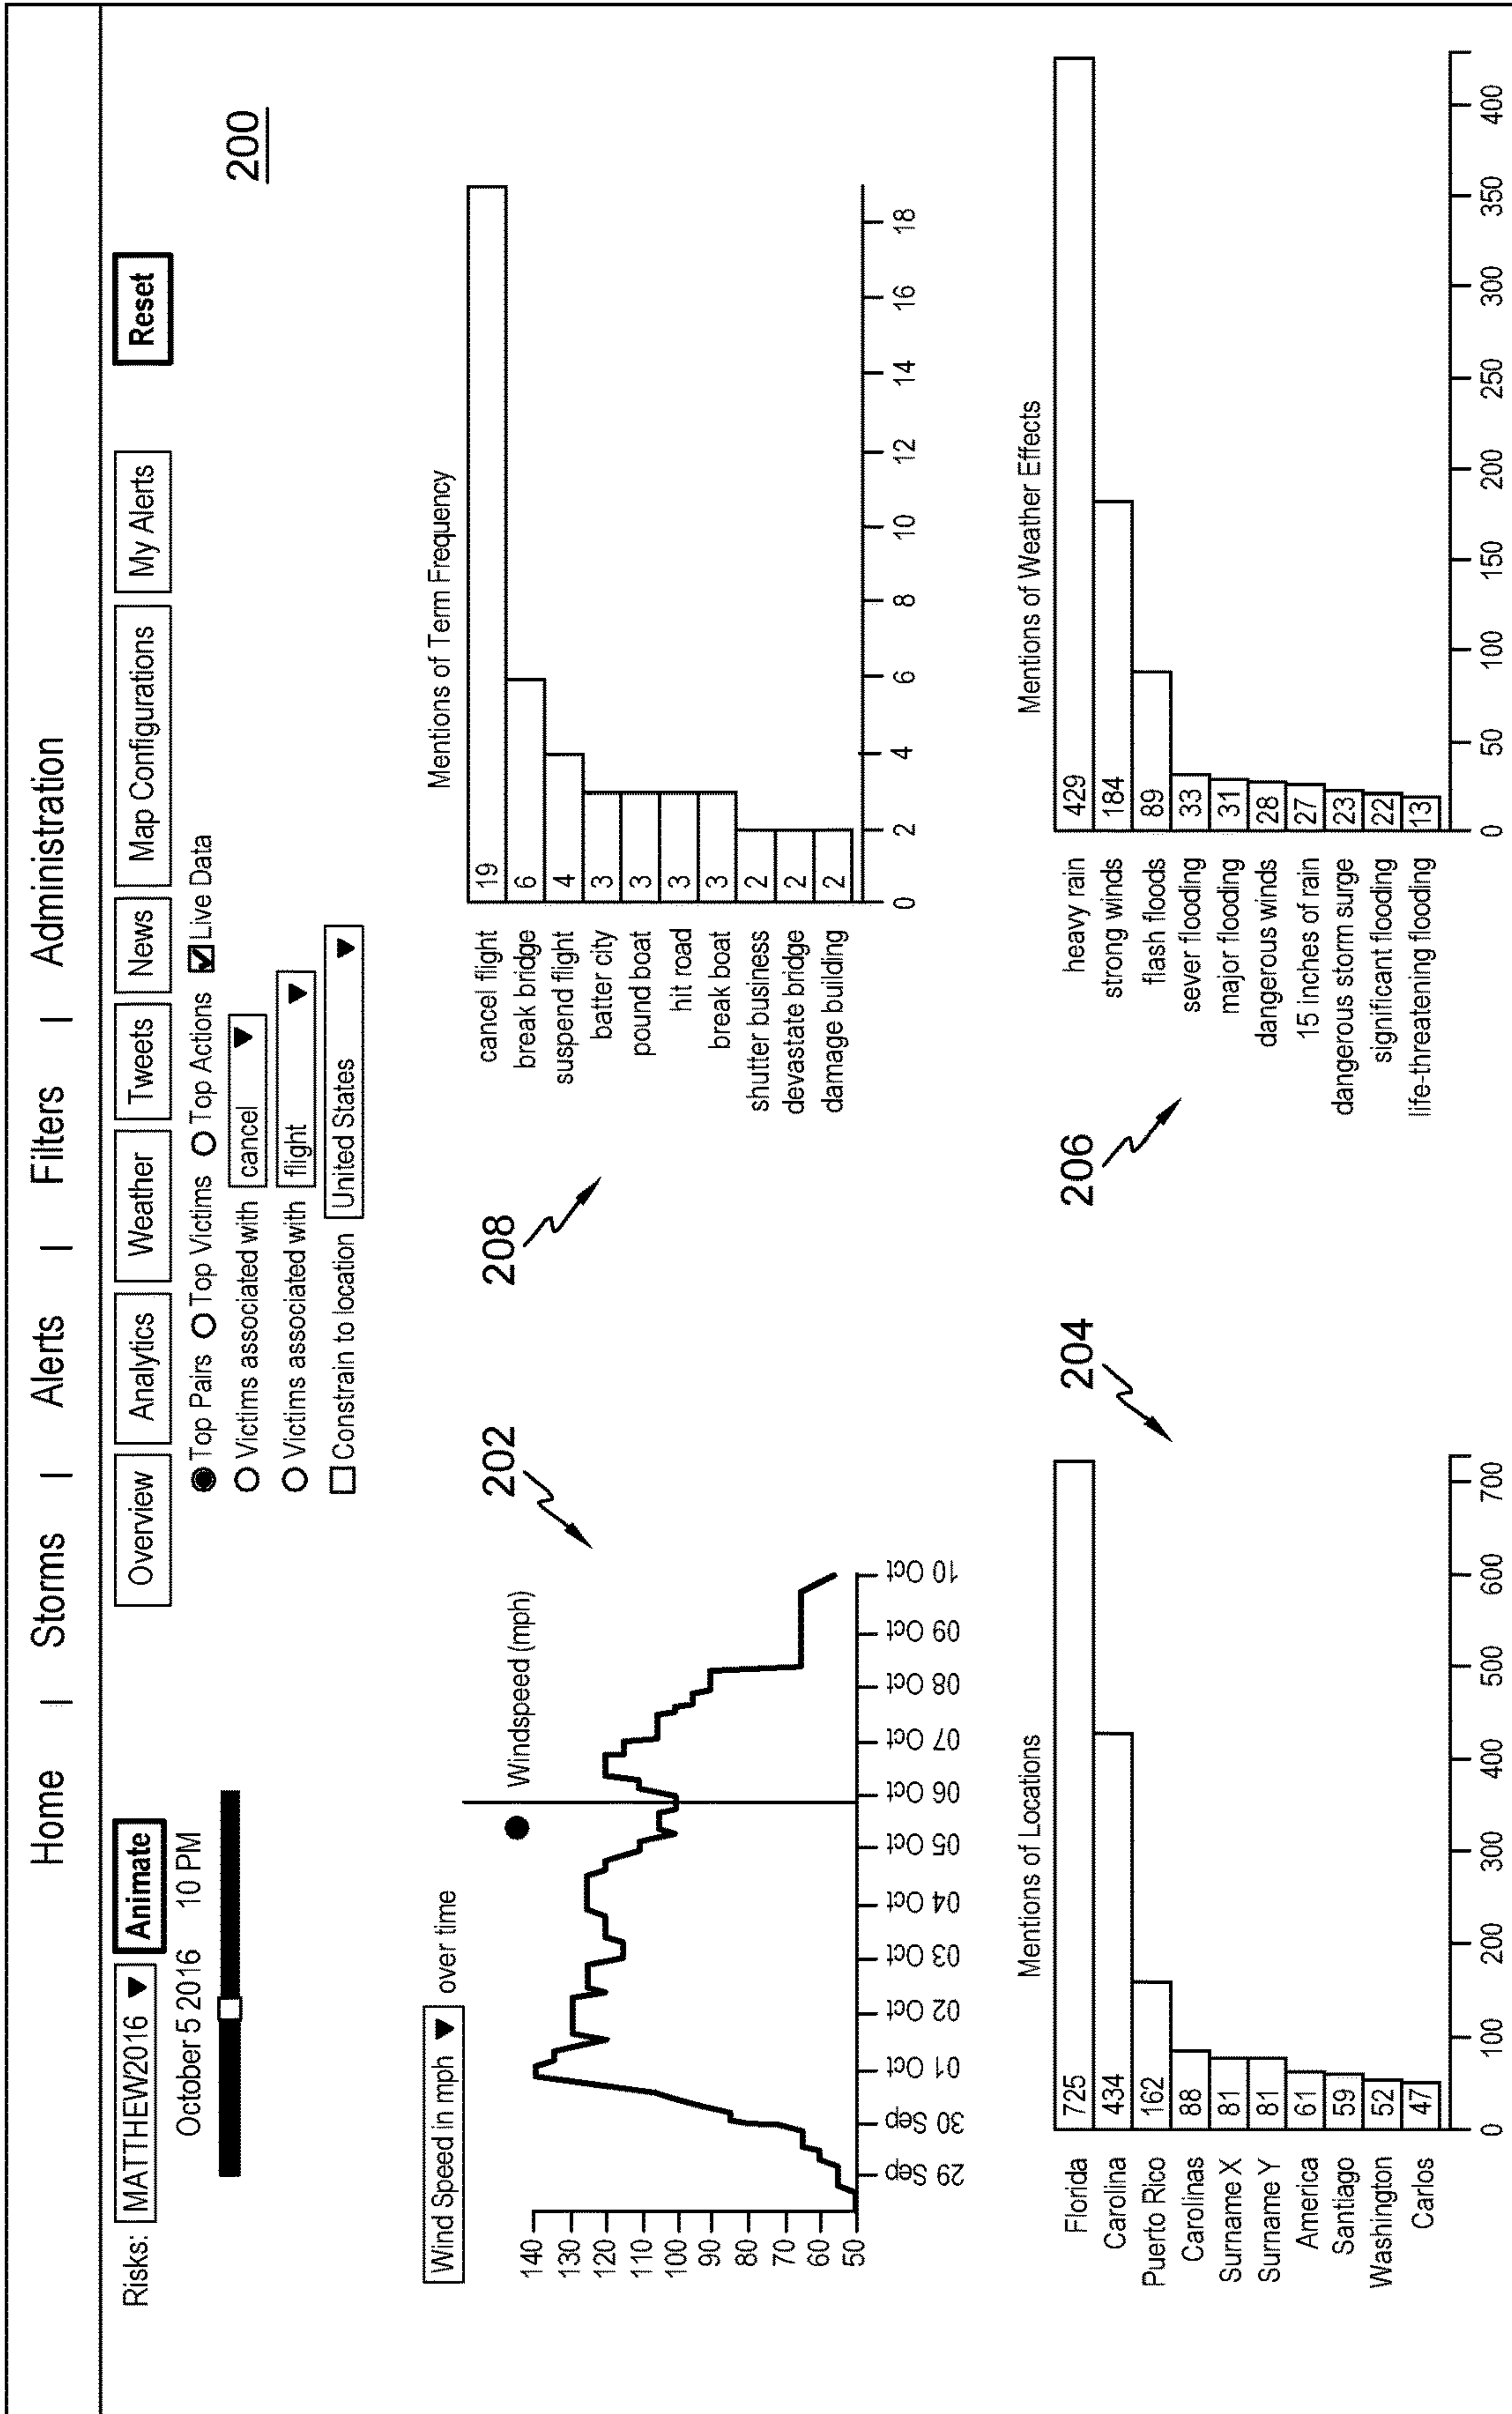 Home | Storms | Alerts | Filters | Administration
Risks: MATTHEW2016 ▼ Animate
October 5 2016 10 PM
Overview Analytics Weather Tweets News Map Configurations My Alerts Reset
Top Pairs Top Victims Top Actions Live Data
Victims associated with cancel ▼
Victims associated with flight ▼
Constrain to location United States ▼
200
Wind Speed in mph ▼ over time
Windspeed (mph)
140
130
120
110
100
90
80
70
60
50
29 Sep 30 Sep 01 Oct 02 Oct 03 Oct 04 Oct 05 Oct 06 Oct 07 Oct 08 Oct 09 Oct 10 Oct
202
208
Mentions of Term Frequency
cancel flight 19
break bridge 6
suspend flight 4
batter city 3
pound boat 3
hit road 3
break boat 3
shutter business 2
devastate bridge 2
damage building 2
0 2 4 6 8 10 12 14 16 18
Mentions of Locations
Florida 725
Carolina 434
Puerto Rico 162
Carolinas 88
Surname X 81
Surname Y 81
America 61
Santiago 59
Washington 52
Carlos 47
0 100 200 300 400 500 600 700
204
206
Mentions of Weather Effects
heavy rain 429
strong winds 184
flash floods 89
sever flooding 33
major flooding 31
dangerous winds 28
15 inches of rain 27
dangerous storm surge 23
significant flooding 22
life-threatening flooding 13
0 50 100 150 200 250 300 350 400